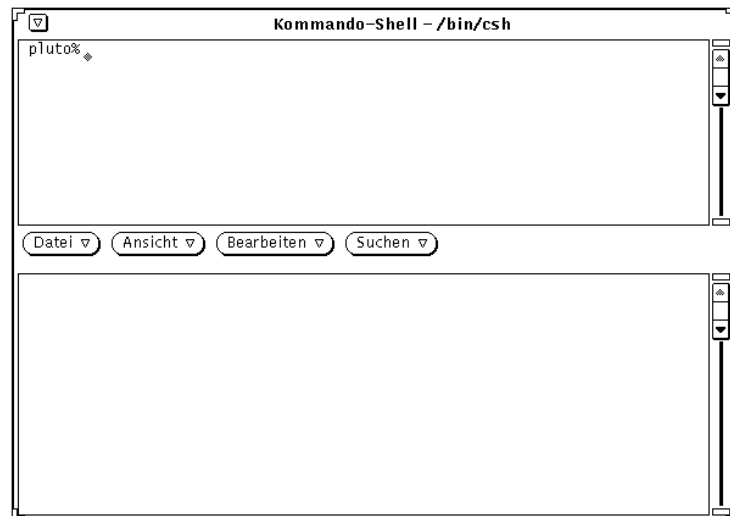 Kommando-Shell - /bin/csh
pluto%
Datei Ansicht Bearbeiten Suchen